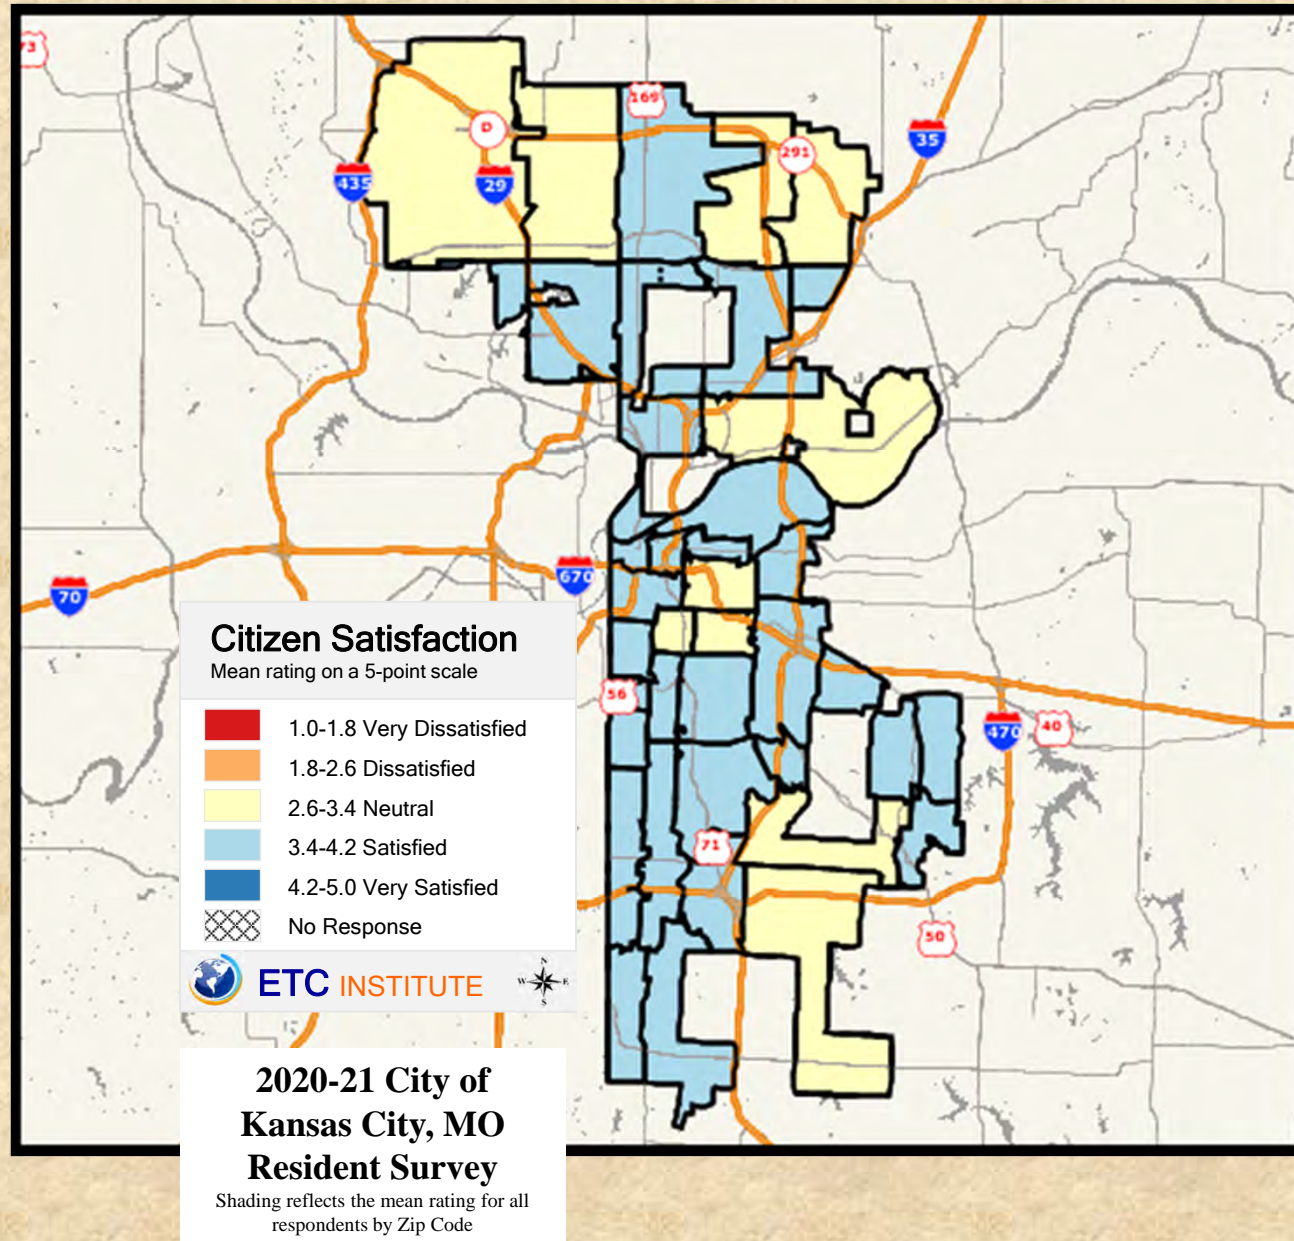 73
169
D
291
35
435
29
70
670
56
470
40
71
50
Citizen Satisfaction
Mean rating on a 5-point scale
1.0-1.8 Very Dissatisfied
1.8-2.6 Dissatisfied
2.6-3.4 Neutral
3.4-4.2 Satisfied
4.2-5.0 Very Satisfied
No Response
ETC INSTITUTE
N
W E
S
2020-21 City of
Kansas City, MO
Resident Survey
Shading reflects the mean rating for all
respondents by Zip Code